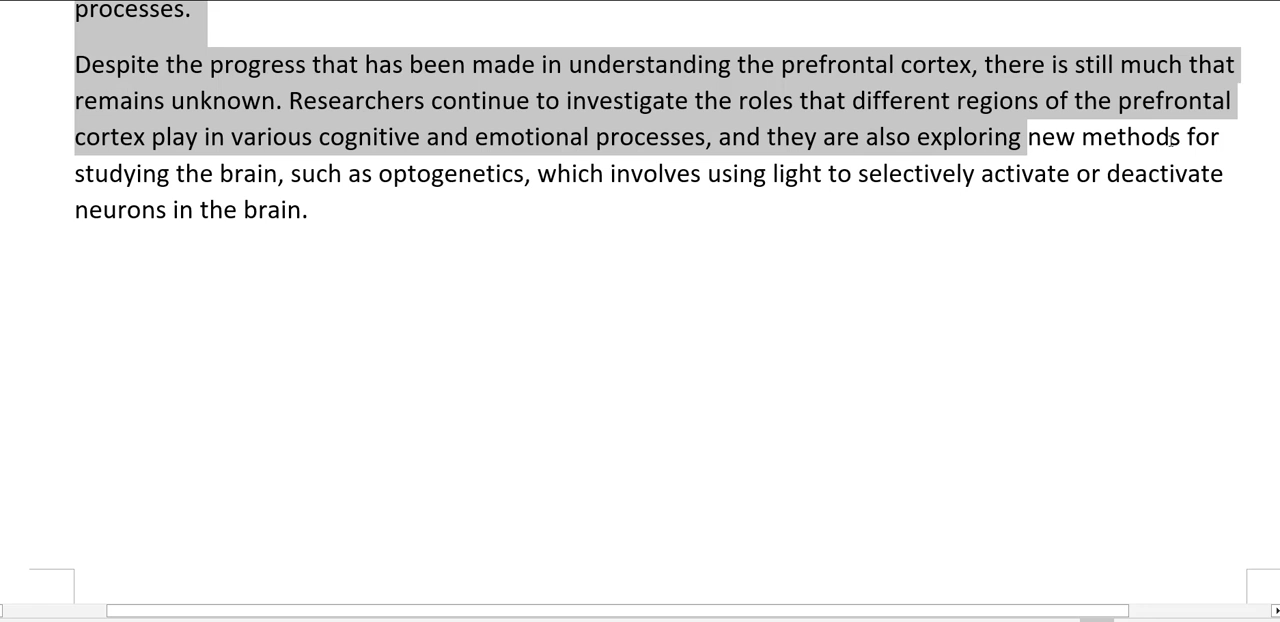 processes.
Despite the progress that has been made in understanding the prefrontal cortex, there is still much that
remains unknown. Researchers continue to investigate the roles that different regions of the prefrontal
cortex play in various cognitive and emotional processes, and they are also exploring new methods for
studying the brain, such as optogenetics, which involves using light to selectively activate or deactivate
neurons in the brain.